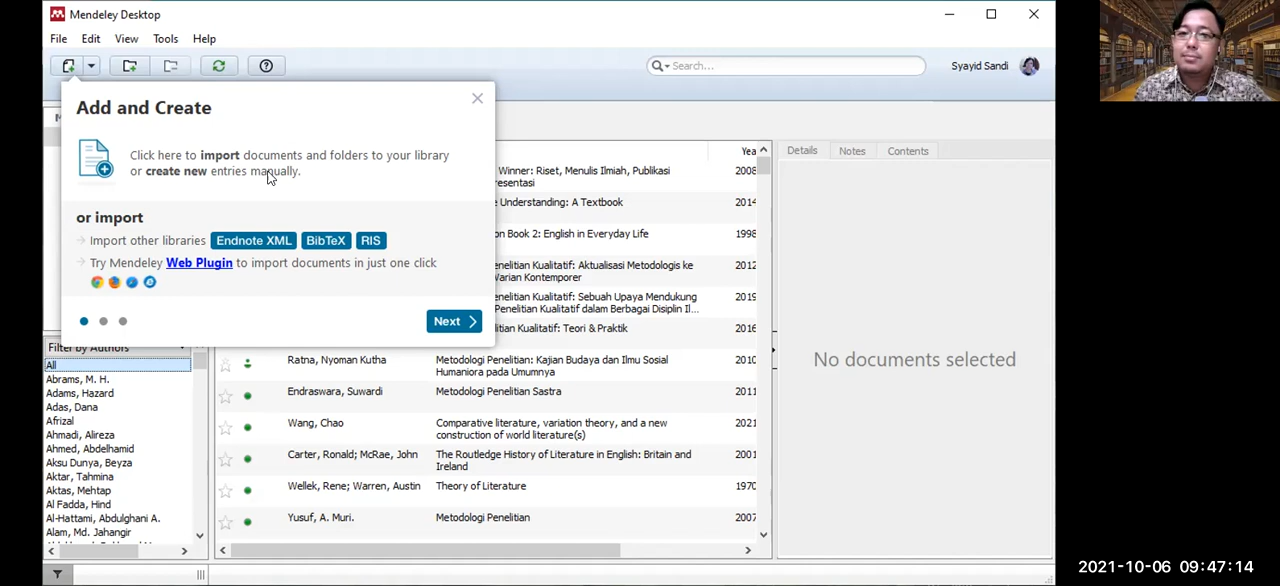 Mendeley Desktop
File Edit View Tools Help
Search...
Syayid Sandi
Add and Create
Click here to import documents and folders to your library
or create new entries manually.
or import
Import other libraries Endnote XML BibTeX RIS
Try Mendeley Web Plugin to import documents in just one click
Next
Filter by Authors
All
Abrams, M. H.
Adams, Hazard
Adas, Dana
Afrizal
Ahmadi, Alireza
Ahmed, Abdelhamid
Aksu Dunya, Beyza
Aktar, Tahmina
Aktas, Mehtap
Al Fadda, Hind
Al-Hattami, Abdulghani A.
Alam, Md. Jahangir
Yea
Winner: Riset, Menulis Ilmiah, Publikasi
esentasi
2008
e Understanding: A Textbook
2014
on Book 2: English in Everyday Life
1998
enelitian Kualitatif: Aktualisasi Metodologis ke
Varian Kontemporer
2012
enelitian Kualitatif: Sebuah Upaya Mendukung
Penelitian Kualitatif dalam Berbagai Disiplin Il...
2019
litian Kualitatif: Teori & Praktik
2016
Ratna, Nyoman Kutha
Metodologi Penelitian: Kajian Budaya dan Ilmu Sosial
Humaniora pada Umumnya
2010
Endraswara, Suwardi
Metodologi Penelitian Sastra
2011
Wang, Chao
Comparative literature, variation theory, and a new
construction of world literature(s)
2021
Carter, Ronald; McRae, John
The Routledge History of Literature in English: Britain and
Ireland
2001
Wellek, Rene; Warren, Austin
Theory of Literature
1970
Yusuf, A. Muri.
Metodologi Penelitian
2007
Details Notes Contents
No documents selected
2021-10-06 09:47:14